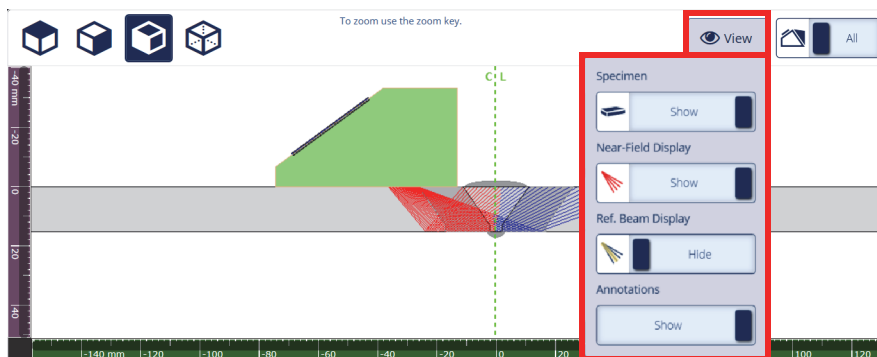 To zoom use the zoom key.
View
All
C L
Specimen
Show
Near-Field Display
Show
Ref. Beam Display
Hide
Annotations
Show
-40 mm
-20
0
20
40
-140 mm -120 -100 -80 -60 -40 -20 0 20 100 120